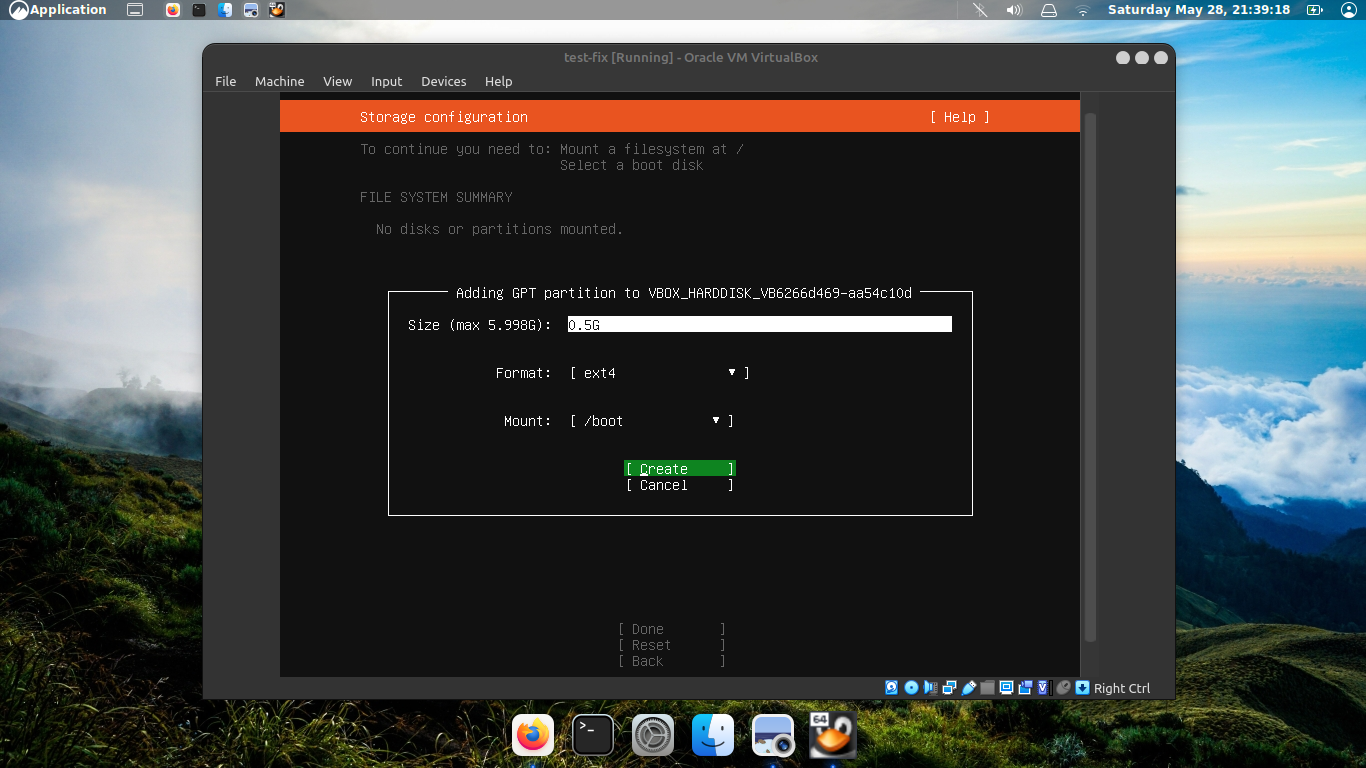 Application
Saturday May 28, 21:39:18
test-fix [Running] - Oracle VM VirtualBox
File Machine View Input Devices Help
Storage configuration [ Help ]
To continue you need to: Mount a filesystem at /
Select a boot disk
FILE SYSTEM SUMMARY
No disks or partitions mounted.
Adding GPT partition to VBOX_HARDDISK_VB6266d469-aa54c10d
Size (max 5.998G): 0.5G
Format: [ ext4 ▼ ]
Mount: [ /boot ▼ ]
[ Create ]
[ Cancel ]
[ Done ]
[ Reset ]
[ Back ]
Right Ctrl
64